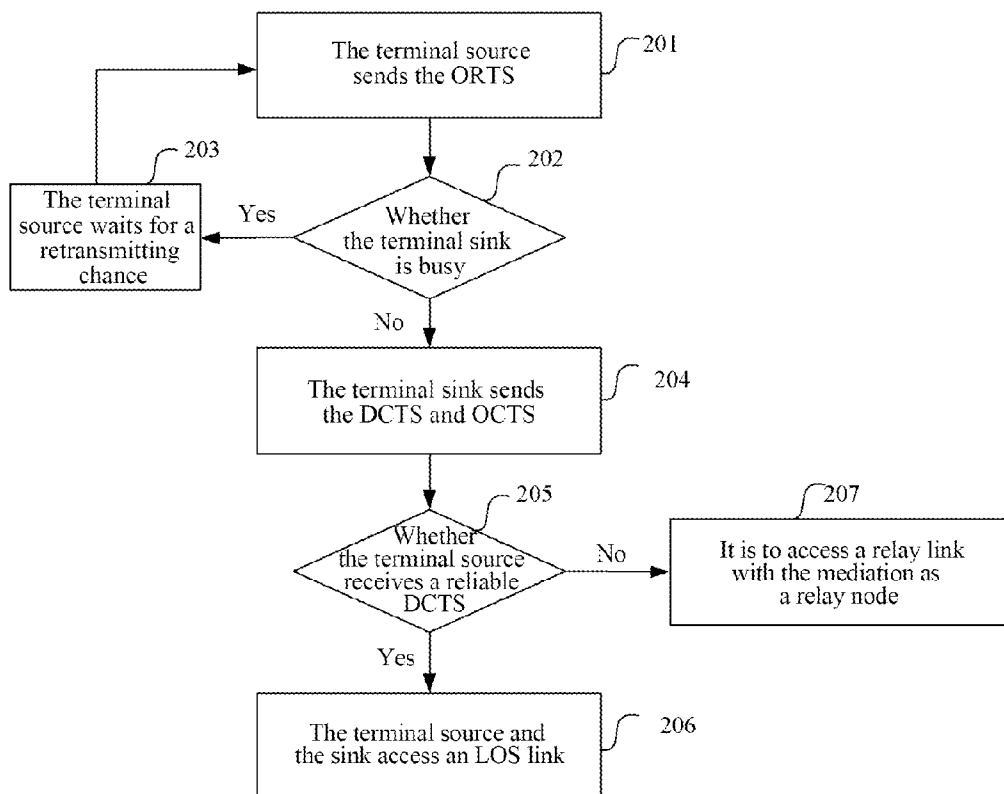 The terminal source
sends the ORTS
201
203
202
The terminal
source waits for a
retransmitting
chance
Yes
Whether
the terminal sink
is busy
No
The terminal sink sends
the DCTS and OCTS
204
205
207
Whether
the terminal source
receives a reliable
DCTS
No
It is to access a relay link
with the mediation as
a relay node
Yes
The terminal source and
the sink access an LOS link
206